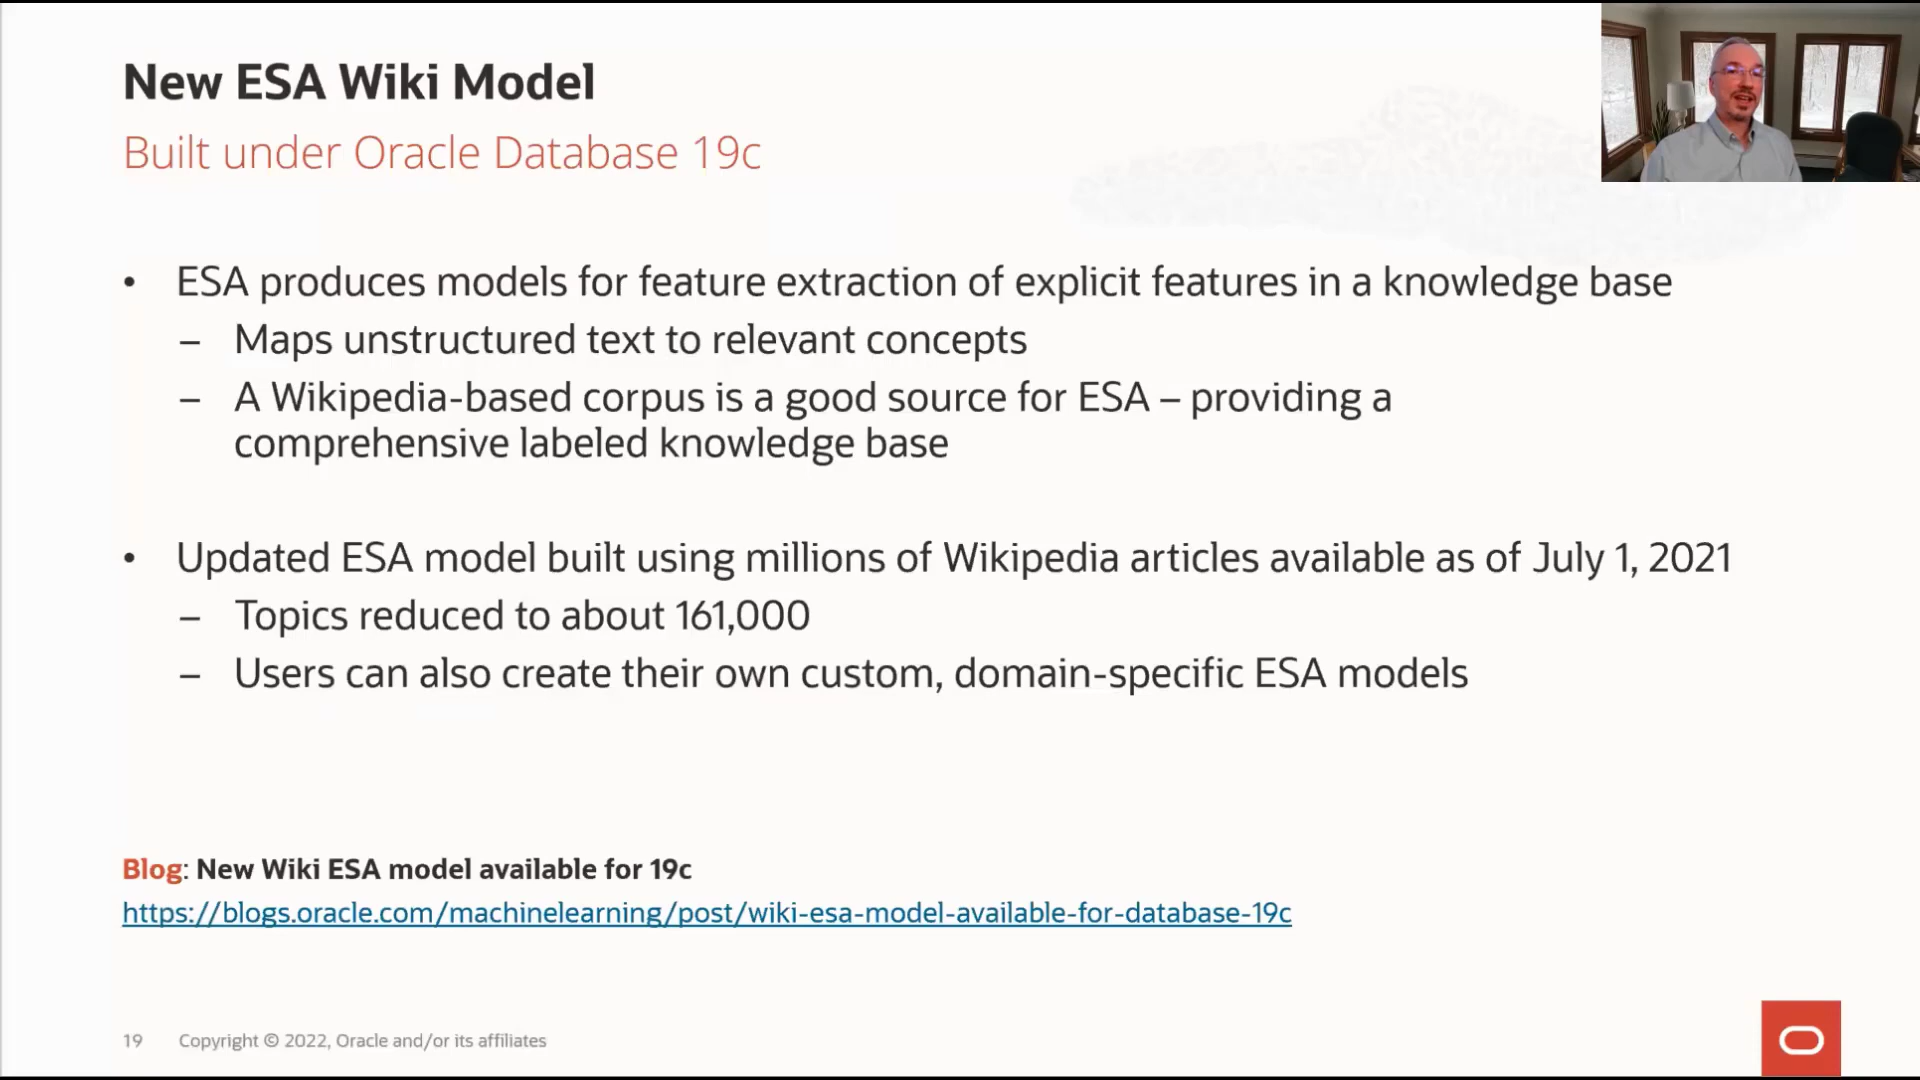 New ESA Wiki Model
Built under Oracle Database 19c
• ESA produces models for feature extraction of explicit features in a knowledge base
– Maps unstructured text to relevant concepts
– A Wikipedia-based corpus is a good source for ESA – providing a
comprehensive labeled knowledge base
• Updated ESA model built using millions of Wikipedia articles available as of July 1, 2021
– Topics reduced to about 161,000
– Users can also create their own custom, domain-specific ESA models
Blog: New Wiki ESA model available for 19c
https://blogs.oracle.com/machinelearning/post/wiki-esa-model-available-for-database-19c
19 Copyright © 2022, Oracle and/or its affiliates